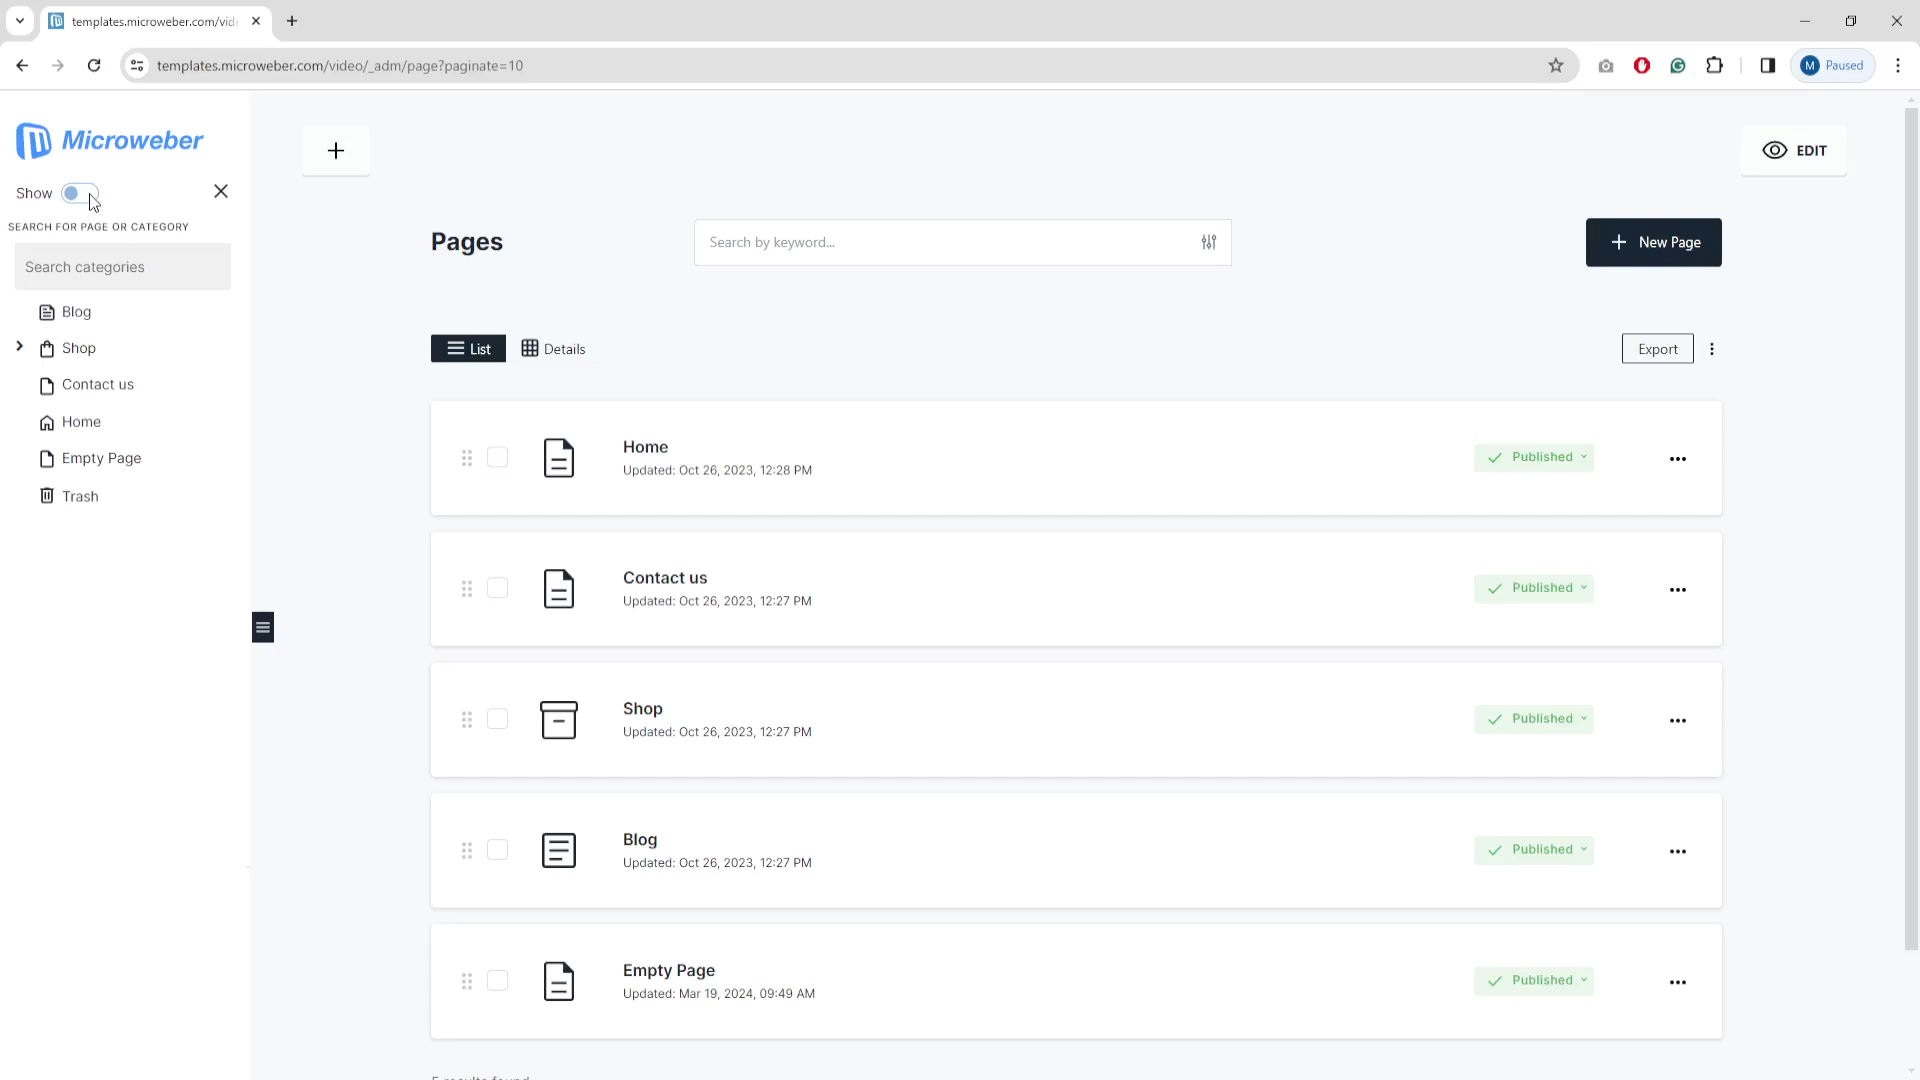 templates.microweber.com/vide
templates.microweber.com/video/_adm/page?paginate=10
M Paused
Microweber
Show
SEARCH FOR PAGE OR CATEGORY
Search categories
Blog
Shop
Contact us
Home
Empty Page
Trash
EDIT
Pages
Search by keyword...
New Page
List
Details
Export
Home
Updated: Oct 26, 2023, 12:28 PM
Published
Contact us
Updated: Oct 26, 2023, 12:27 PM
Published
Shop
Updated: Oct 26, 2023, 12:27 PM
Published
Blog
Updated: Oct 26, 2023, 12:27 PM
Published
Empty Page
Updated: Mar 19, 2024, 09:49 AM
Published
5 results found